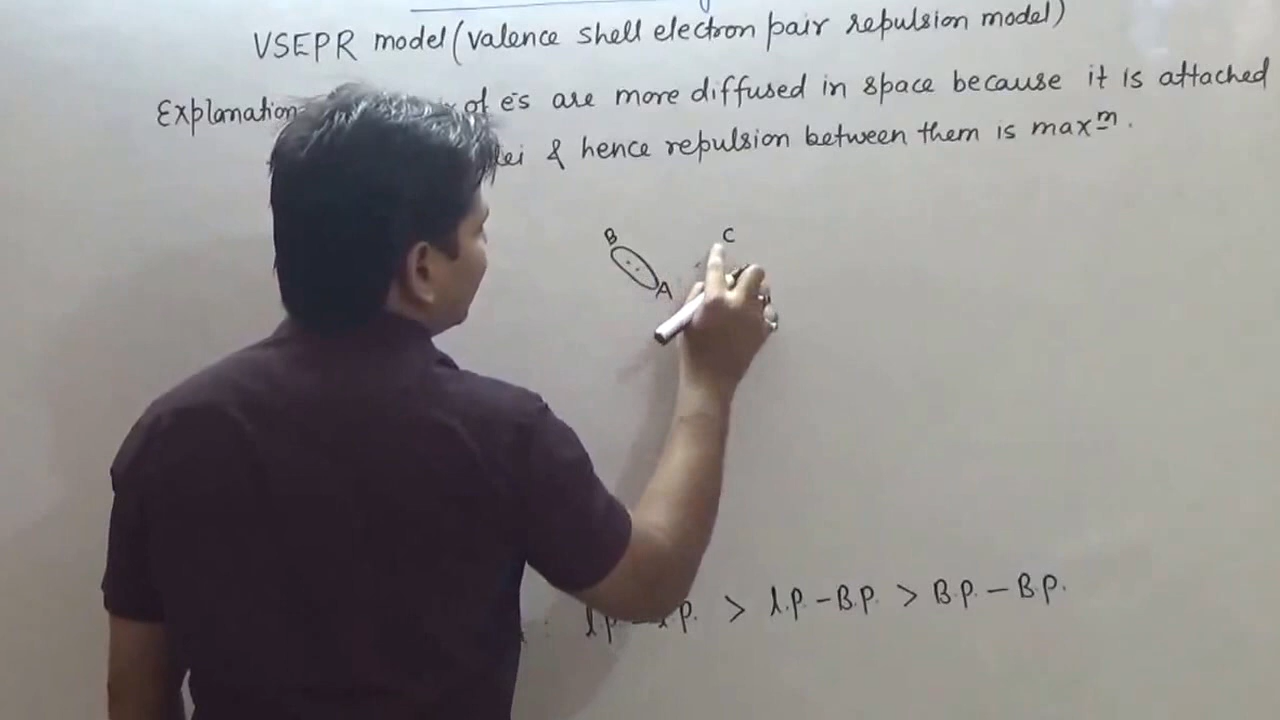 VSEPR model (valence shell electron pair repulsion model)
Explanation of e̅s are more diffused in space because it is attached
& hence repulsion between them is maxᵐ.
B C
A
l.p. > l.p - B.p. > B.p. - B.p.